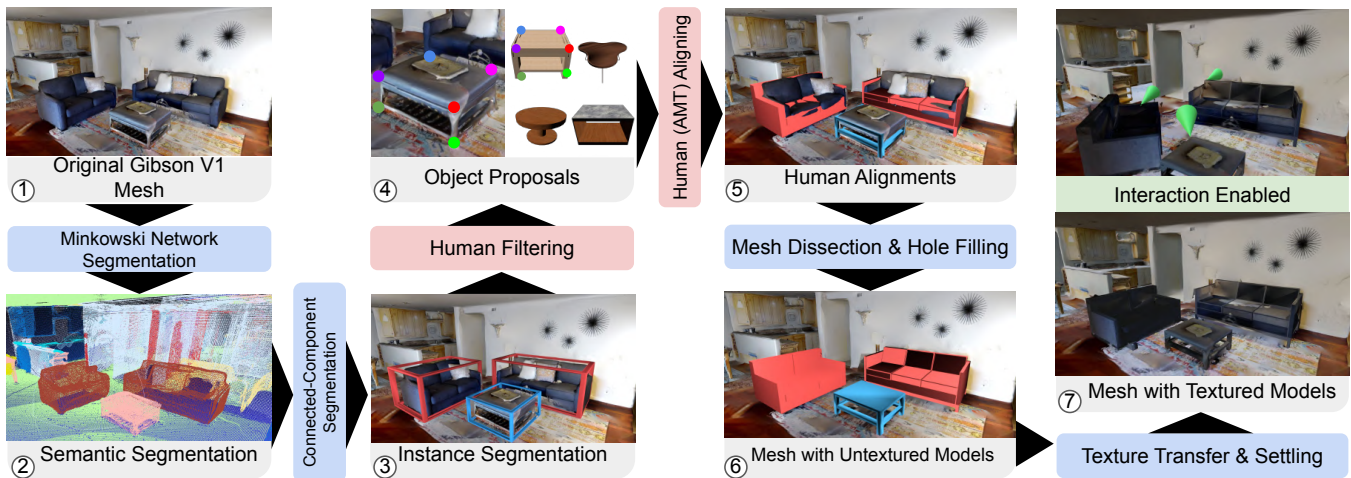 Original Gibson V1
Mesh
1
Minkowski Network
Segmentation
2
Semantic Segmentation
Connected-Component
Segmentation
3
Instance Segmentation
Human Filtering
4
Object Proposals
Human (AMT) Aligning
5
Human Alignments
Mesh Dissection & Hole Filling
6
Mesh with Untextured Models
Texture Transfer & Settling
7
Mesh with Textured Models
Interaction Enabled